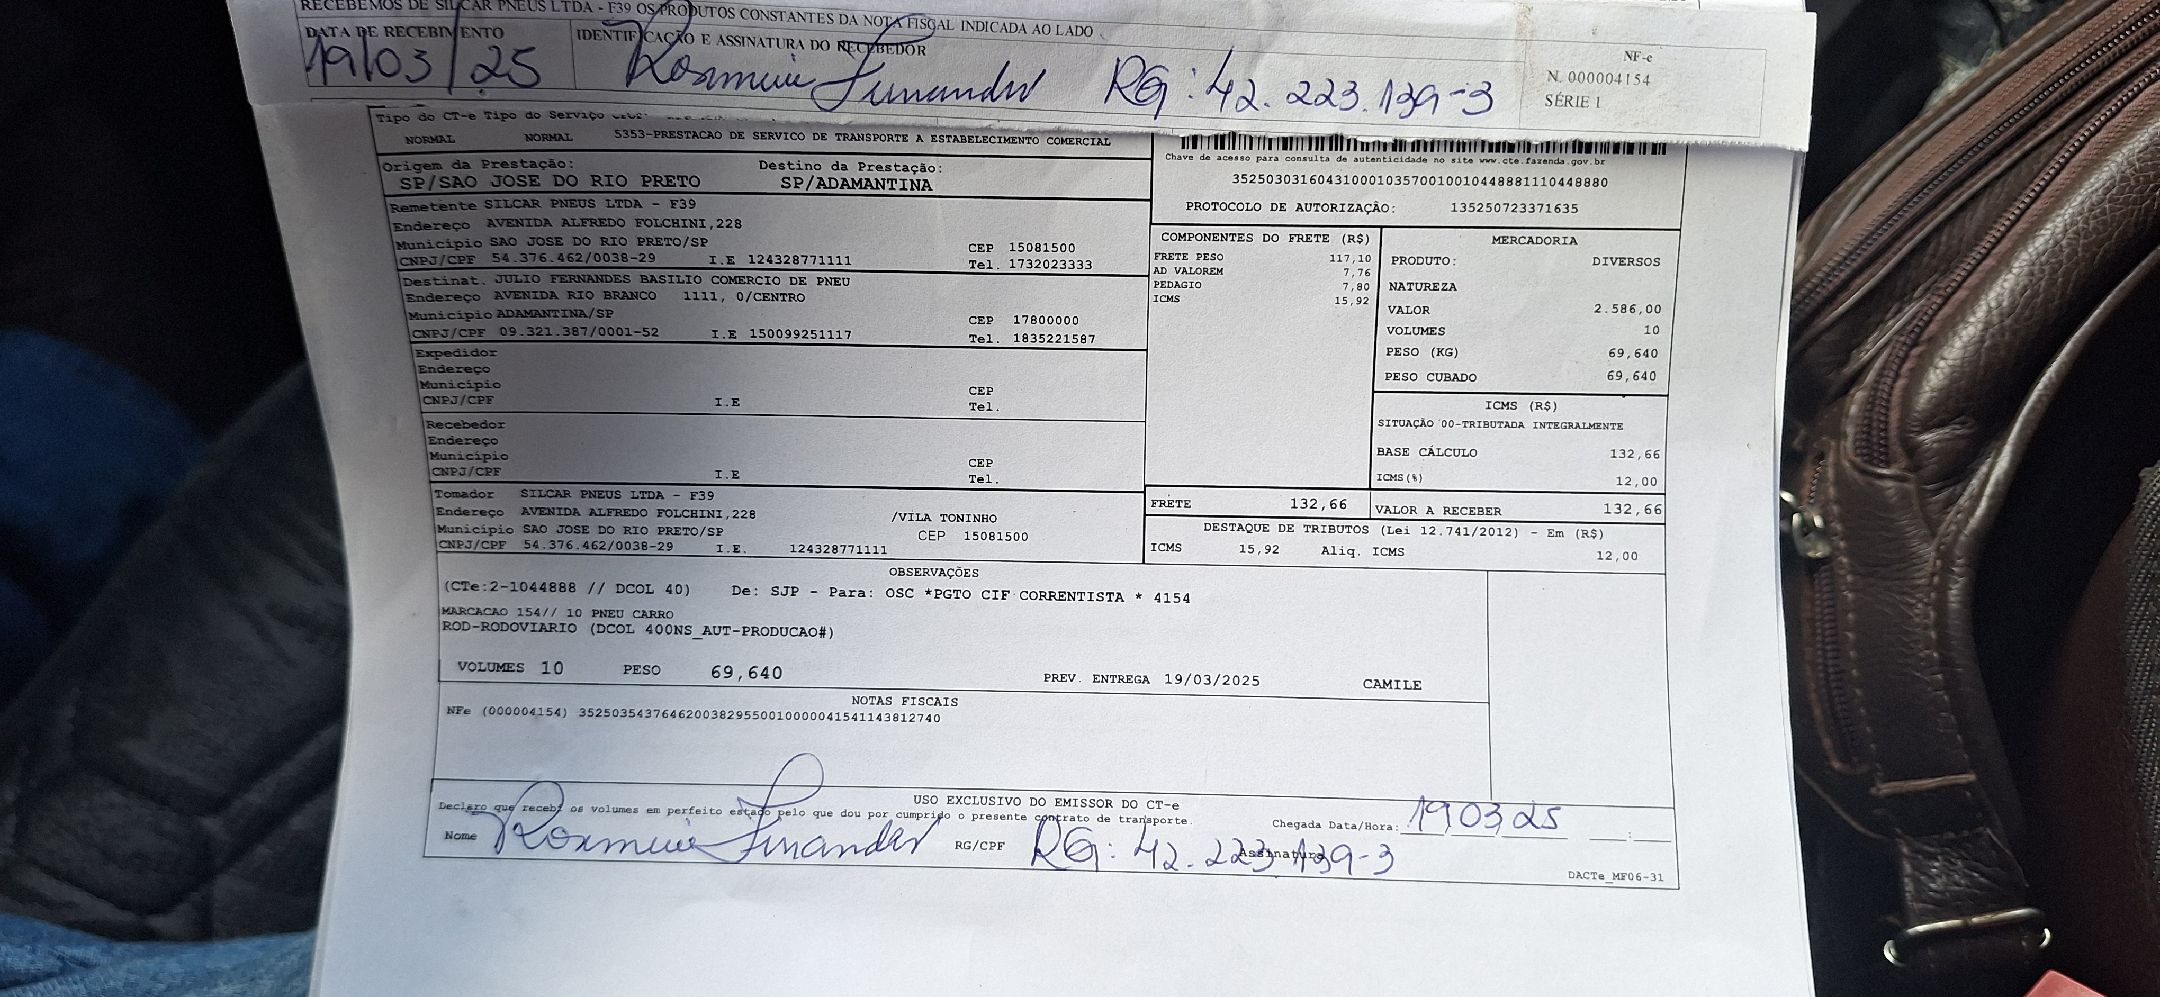 RECEBEMOS DE SILCAR PNEUS LTDA - F39 OS PRODUTOS CONSTANTES DA NOTA FISCAL INDICADA AO LADO
DATA DE RECEBIMENTO IDENTIFICAÇÃO E ASSINATURA DO RECEBEDOR
19/03/25 RG: 42.223.139-3
NF-e
N. 000004154
SÉRIE 1
Tipo do CT-e Tipo do Serviço
NORMAL NORMAL 5353-PRESTACAO DE SERVICO DE TRANSPORTE A ESTABELECIMENTO COMERCIAL
Origem da Prestação: Destino da Prestação:
SP/SAO JOSE DO RIO PRETO SP/ADAMANTINA
Chave de acesso para consulta de autenticidade no site www.cte.fazenda.gov.br
35250303160431000103570010010448881110448880
PROTOCOLO DE AUTORIZAÇÃO: 135250723371635
Remetente SILCAR PNEUS LTDA - F39
Endereço AVENIDA ALFREDO FOLCHINI,228
Município SAO JOSE DO RIO PRETO/SP CEP 15081500
CNPJ/CPF 54.376.462/0038-29 I.E 124328771111 Tel. 1732023333
Destinat. JULIO FERNANDES BASILIO COMERCIO DE PNEU
Endereço AVENIDA RIO BRANCO 1111, 0/CENTRO
Município ADAMANTINA/SP CEP 17800000
CNPJ/CPF 09.321.387/0001-52 I.E 150099251117 Tel. 1835221587
Expedidor
Endereço
Município CEP
CNPJ/CPF I.E Tel.
Recebedor
Endereço
Município CEP
CNPJ/CPF I.E Tel.
Tomador SILCAR PNEUS LTDA - F39
Endereço AVENIDA ALFREDO FOLCHINI,228 /VILA TONINHO
Município SAO JOSE DO RIO PRETO/SP CEP 15081500
CNPJ/CPF 54.376.462/0038-29 I.E. 124328771111
COMPONENTES DO FRETE (R$)
FRETE PESO 117,10
AD VALOREM 7,76
PEDAGIO 7,80
ICMS 15,92
MERCADORIA
PRODUTO: DIVERSOS
NATUREZA
VALOR 2.586,00
VOLUMES 10
PESO (KG) 69,640
PESO CUBADO 69,640
ICMS (R$)
SITUAÇÃO 00-TRIBUTADA INTEGRALMENTE
BASE CÁLCULO 132,66
ICMS(%) 12,00
FRETE 132,66 VALOR A RECEBER 132,66
DESTAQUE DE TRIBUTOS (Lei 12.741/2012) - Em (R$)
ICMS 15,92 Aliq. ICMS 12,00
OBSERVAÇÕES
(CTe:2-1044888 // DCOL 40) De: SJP - Para: OSC *PGTO CIF CORRENTISTA * 4154
MARCACAO 154// 10 PNEU CARRO
ROD-RODOVIARIO (DCOL 400NS_AUT-PRODUCAO#)
VOLUMES 10 PESO 69,640 PREV. ENTREGA 19/03/2025 CAMILE
NOTAS FISCAIS
NFe (000004154) 35250354376462003829550010000041541143812740
USO EXCLUSIVO DO EMISSOR DO CT-e
Declaro que recebi os volumes em perfeito estado pelo que dou por cumprido o presente contrato de transporte. Chegada Data/Hora: 19 03 25
Nome RG/CPF RG: 42.223.139-3 Assinatura
DACTe_MF06-31